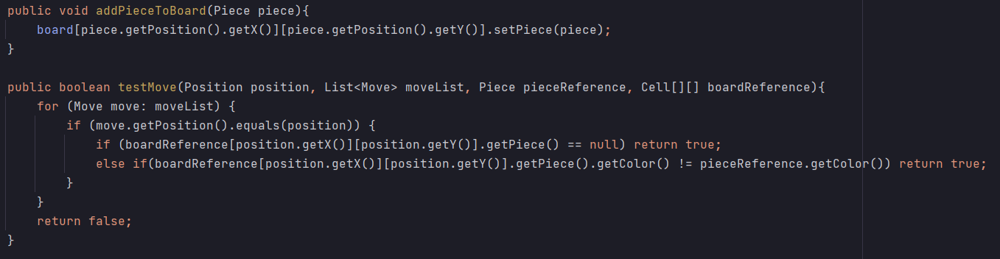 public void addPieceToBoard(Piece piece){
    board[piece.getPosition().getX()][piece.getPosition().getY()].setPiece(piece);
}

public boolean testMove(Position position, List<Move> moveList, Piece pieceReference, Cell[][] boardReference){
    for (Move move: moveList) {
        if (move.getPosition().equals(position)) {
            if (boardReference[position.getX()][position.getY()].getPiece() == null) return true;
            else if(boardReference[position.getX()][position.getY()].getPiece().getColor() != pieceReference.getColor()) return true;
        }
    }
    return false;
}